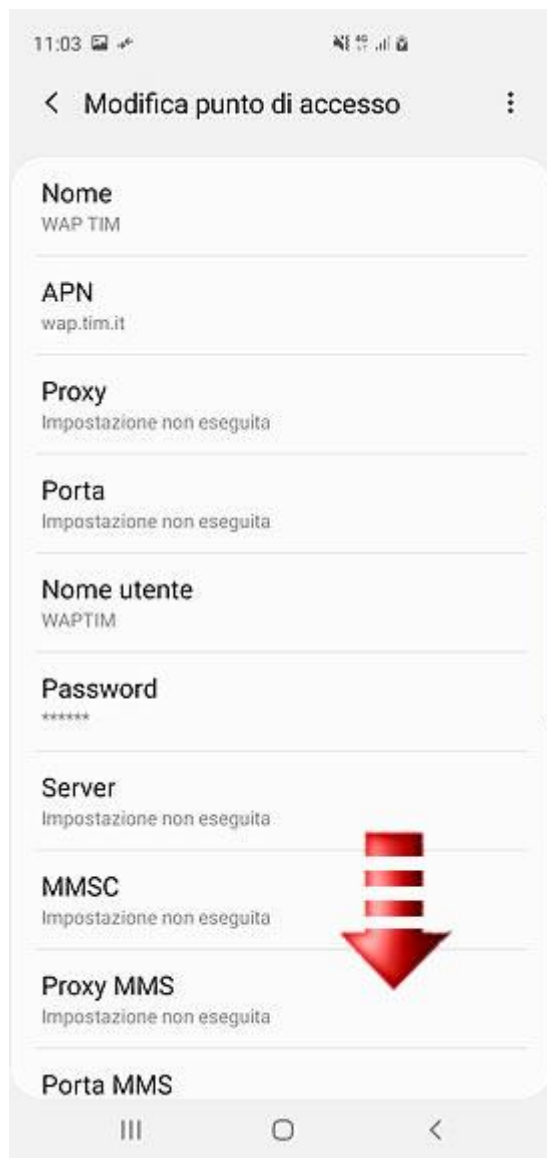 11:03
Modifica punto di accesso
Nome
WAP TIM
APN
wap.tim.it
Proxy
Impostazione non eseguita
Porta
Impostazione non eseguita
Nome utente
WAPTIM
Password
******
Server
Impostazione non eseguita
MMSC
Impostazione non eseguita
Proxy MMS
Impostazione non eseguita
Porta MMS